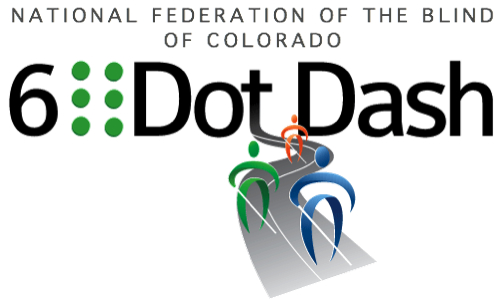 NATIONAL FEDERATION OF THE BLIND
OF COLORADO
6 Dot Dash